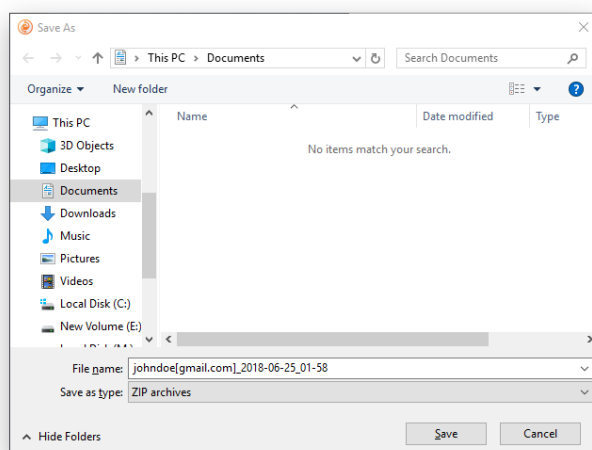 Save As
This PC > Documents
Search Documents
Organize
New folder
Name
Date modified
Type
No items match your search.
This PC
3D Objects
Desktop
Documents
Downloads
Music
Pictures
Videos
Local Disk (C:)
New Volume (E:)
File name: johndoe[gmail.com]_2018-06-25_01-58
Save as type: ZIP archives
Hide Folders
Save
Cancel